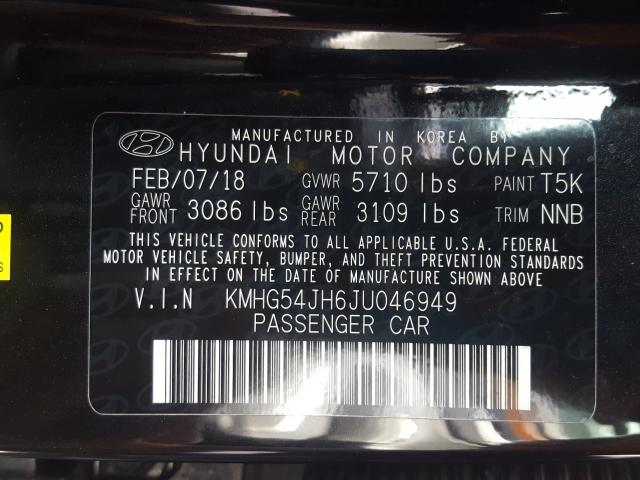 MANUFACTURED IN KOREA BY
HYUNDAI MOTOR COMPANY
FEB/07/18 GVWR 5710 lbs PAINT T5K
GAWR FRONT 3086 lbs GAWR REAR 3109 lbs TRIM NNB
THIS VEHICLE CONFORMS TO ALL APPLICABLE U.S.A. FEDERAL
MOTOR VEHICLE SAFETY, BUMPER, AND THEFT PREVENTION STANDARDS
IN EFFECT ON THE DATE OF MANUFACTURE SHOWN ABOVE
V.I.N KMHG54JH6JU046949
PASSENGER CAR